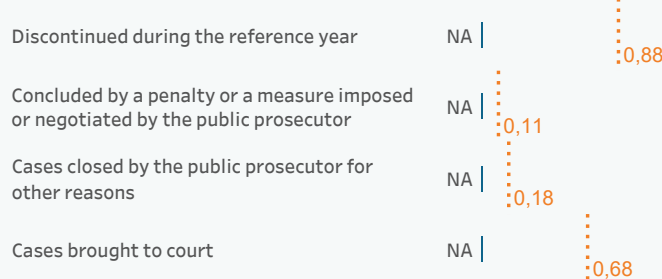 Discontinued during the reference year NA
0,88
Concluded by a penalty or a measure imposed
or negotiated by the public prosecutor NA
0,11
Cases closed by the public prosecutor for
other reasons NA
0,18
Cases brought to court NA
0,68